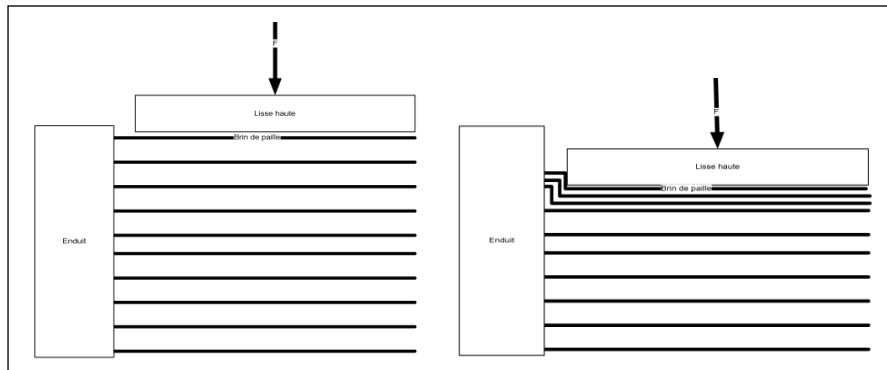 F
Lisse haute
Brin de paille
Enduit
F
Lisse haute
Brin de paille
Enduit